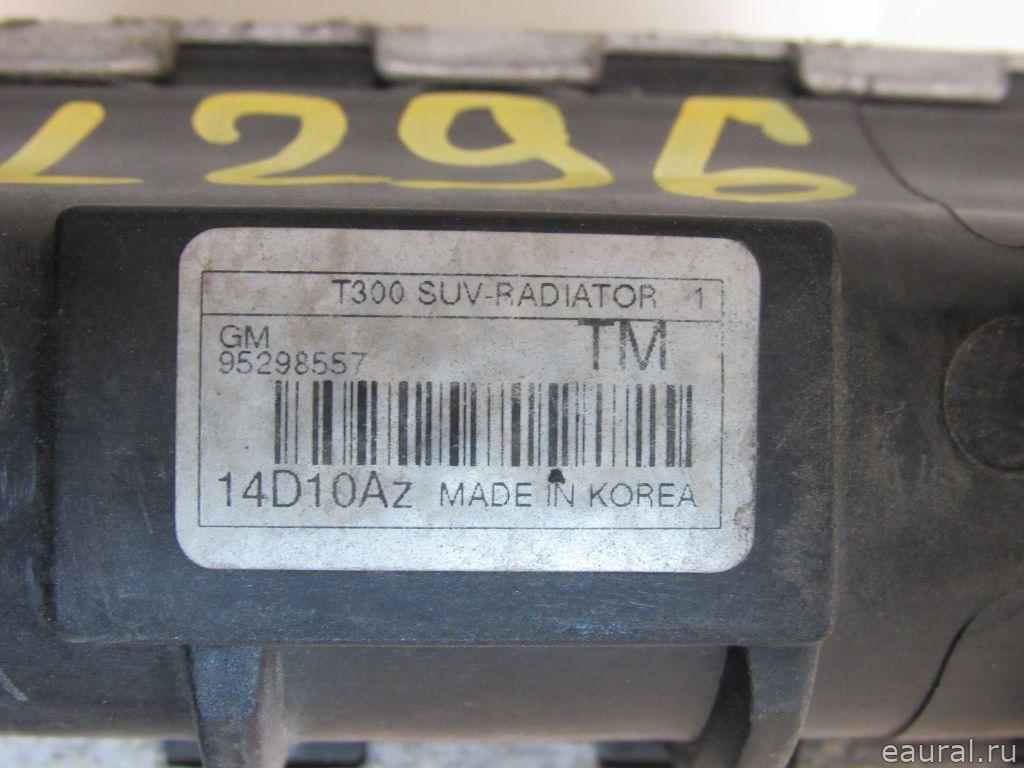 L296
T300 SUV-RADIATOR 1
GM
95298557
TM
14D10Az MADE IN KOREA
eaural.ru